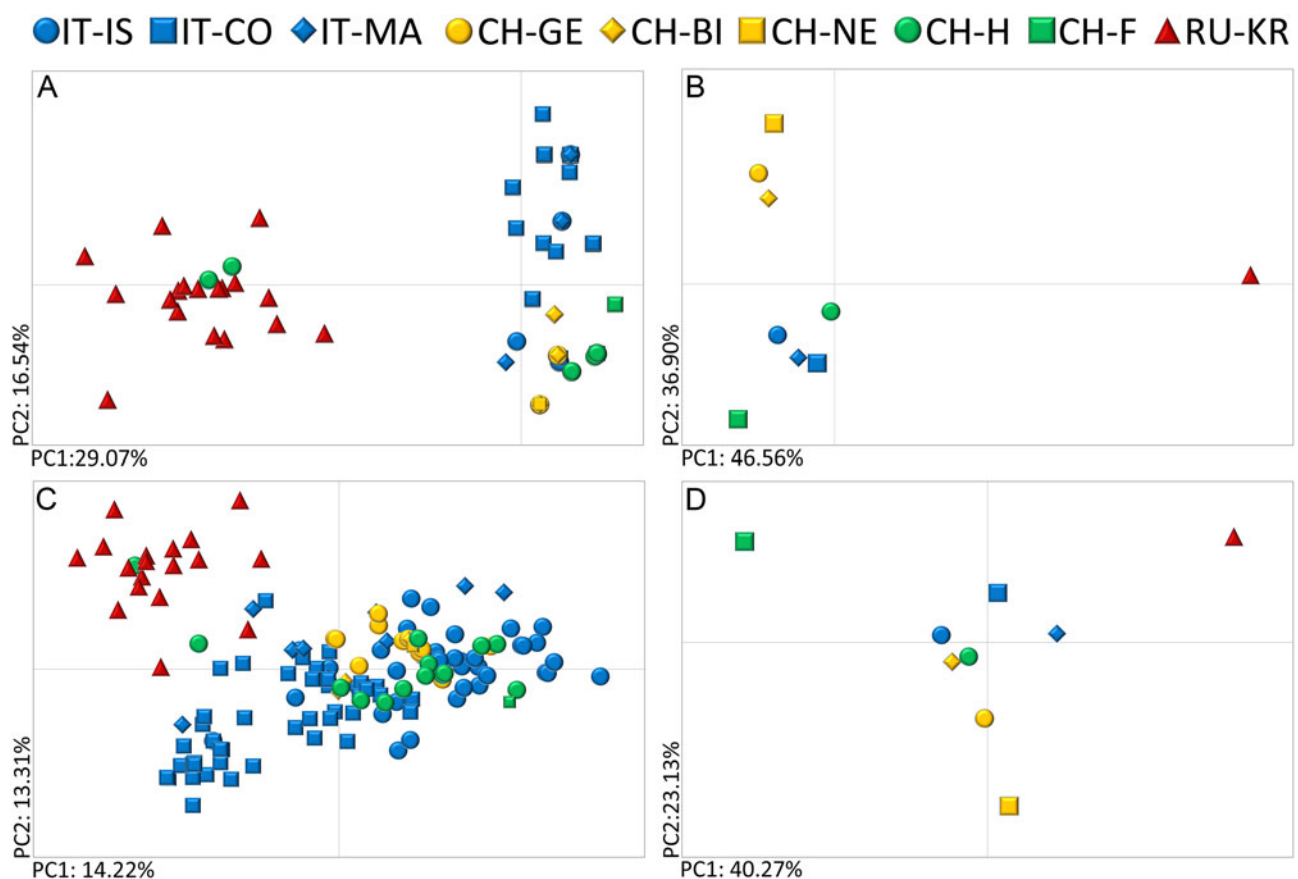 IT-IS IT-CO IT-MA CH-GE CH-BI CH-NE CH-H CH-F RU-KR
A
PC2: 16.54%
PC1:29.07%
B
PC2: 36.90%
PC1: 46.56%
C
PC2: 13.31%
PC1: 14.22%
D
PC2:23.13%
PC1: 40.27%